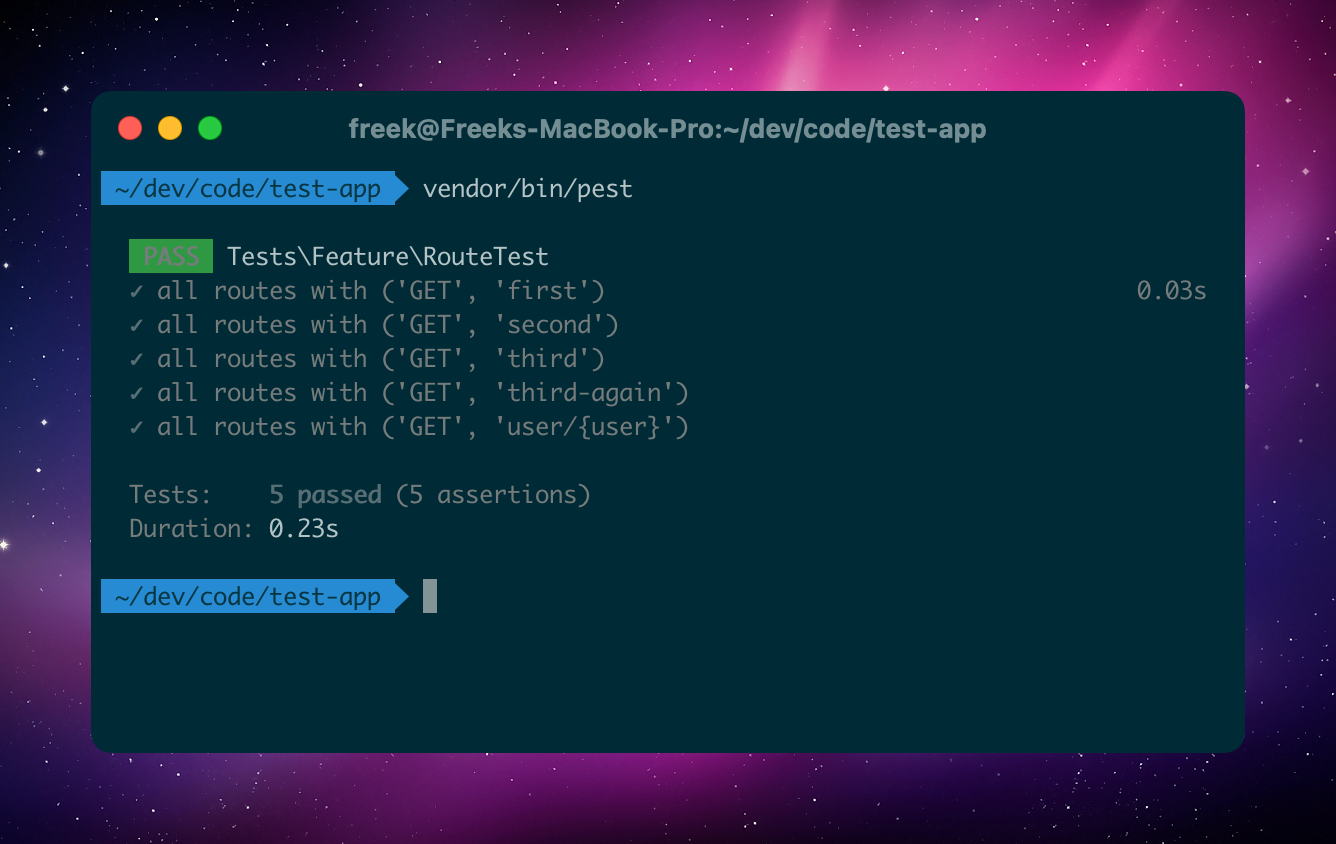 freek@Freeks-MacBook-Pro:~/dev/code/test-app
~/dev/code/test-app vendor/bin/pest
PASS Tests\Feature\RouteTest
✓ all routes with ('GET', 'first') 0.03s
✓ all routes with ('GET', 'second')
✓ all routes with ('GET', 'third')
✓ all routes with ('GET', 'third-again')
✓ all routes with ('GET', 'user/{user}')
Tests: 5 passed (5 assertions)
Duration: 0.23s
~/dev/code/test-app